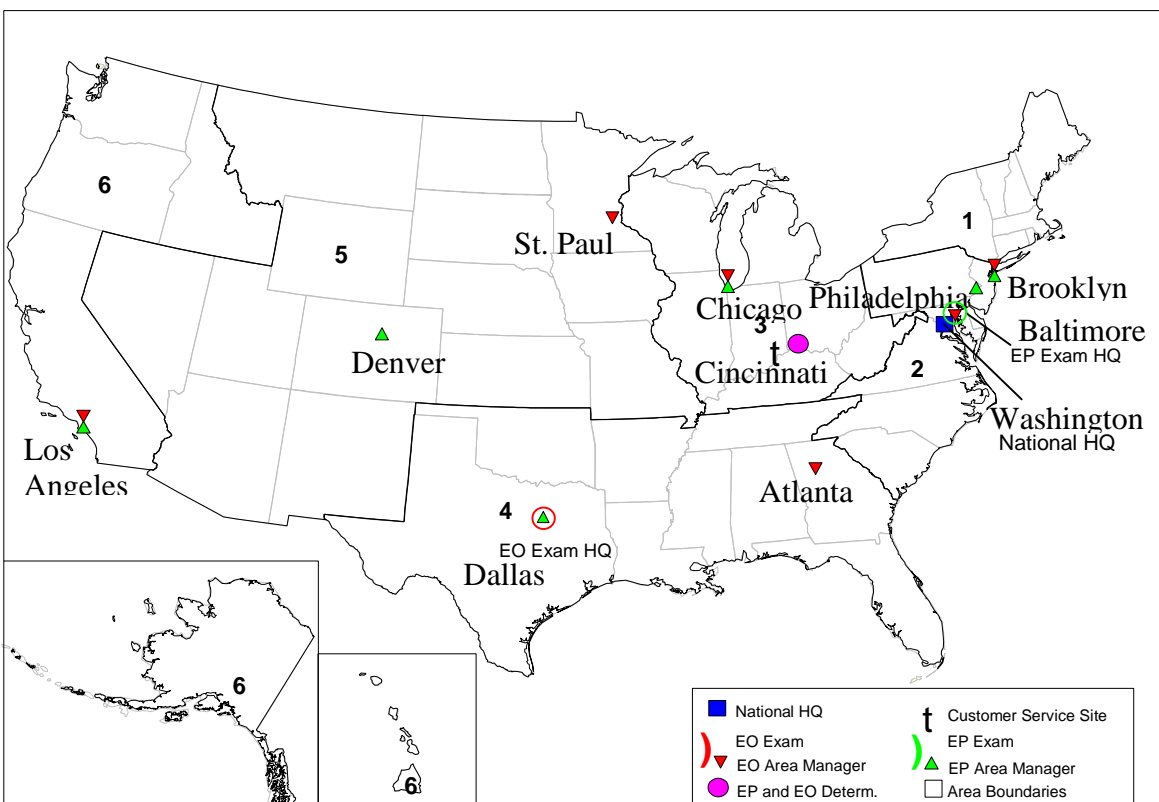 6
1
5
St. Paul
Chicago
Philadelphia
Brooklyn
3
Baltimore
EP Exam HQ
Denver
t
Cincinnati
2
Washington
National HQ
Los
Angeles
Atlanta
4
EO Exam HQ
Dallas
6
6
National HQ
t Customer Service Site
) EO Exam
) EP Exam
EO Area Manager
EP Area Manager
EP and EO Determ.
Area Boundaries